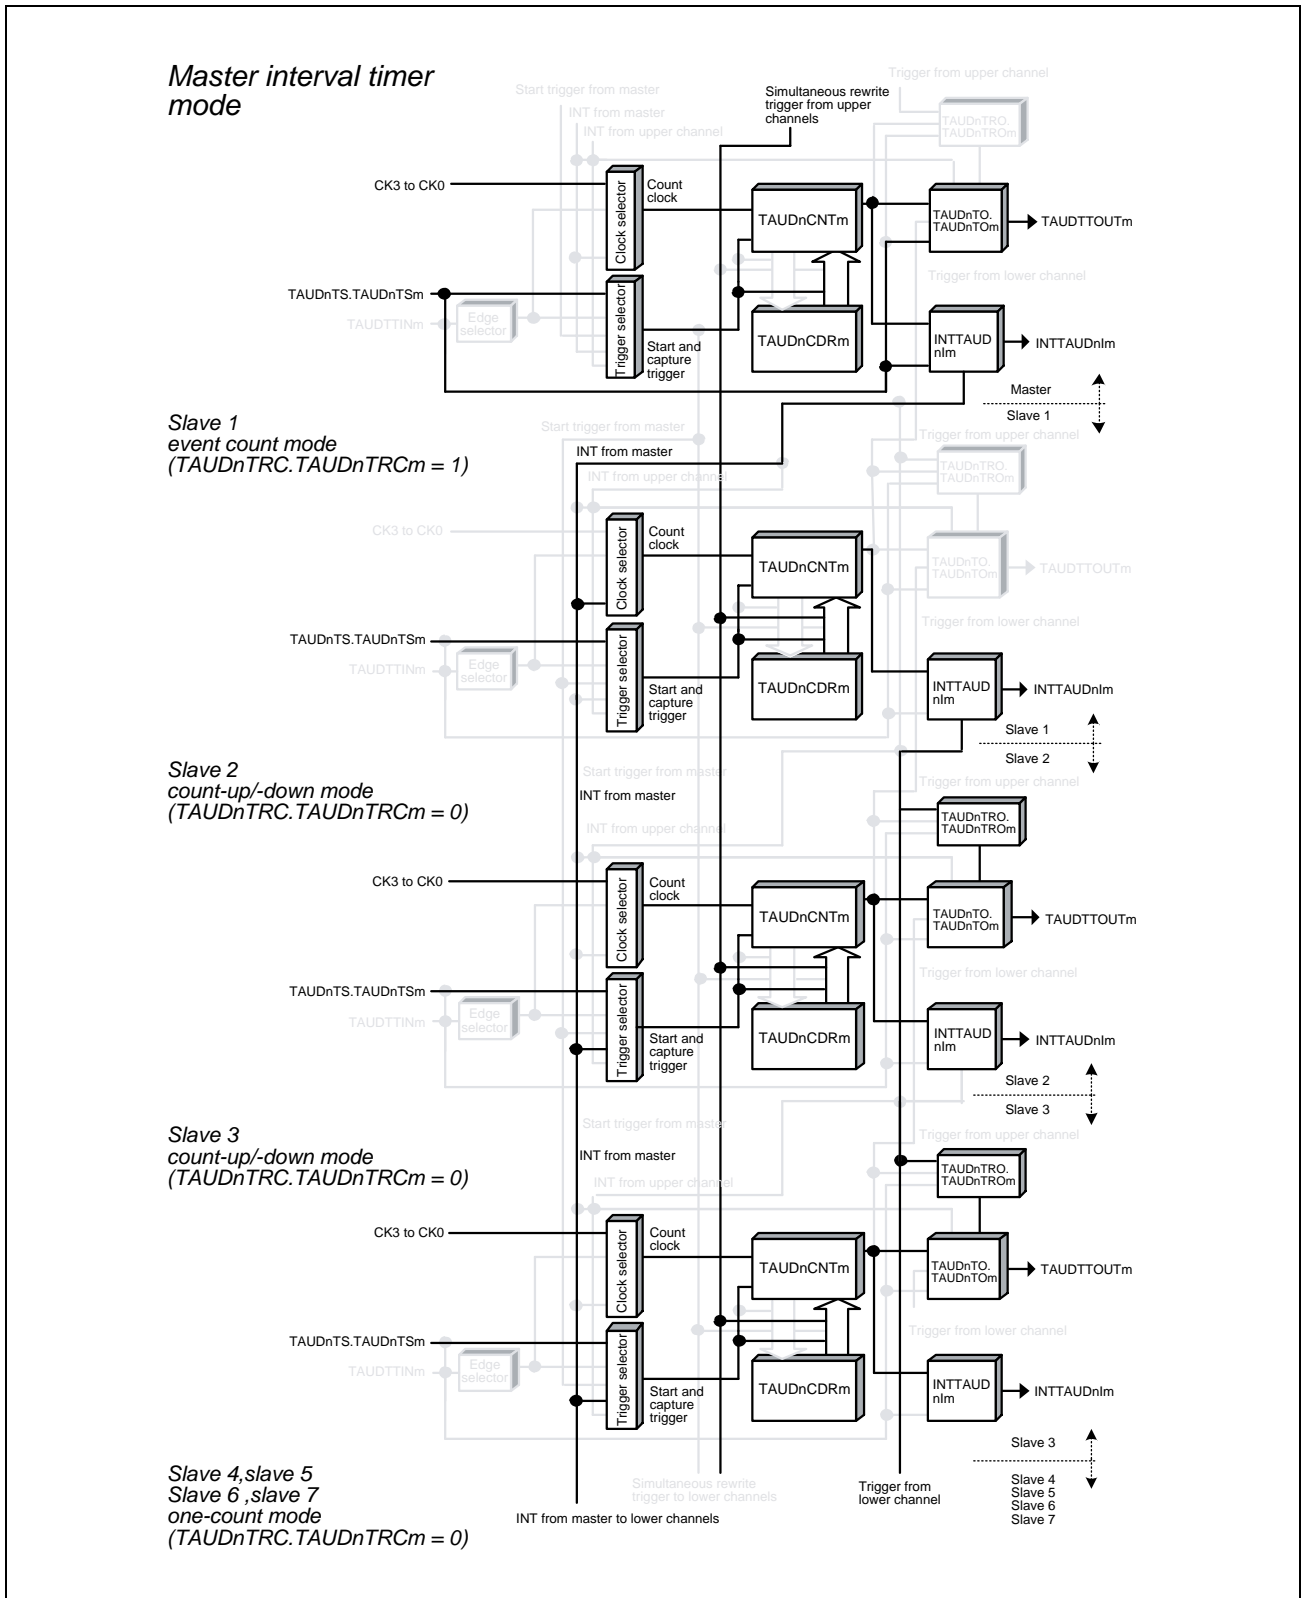 Master interval timer
mode
Trigger from upper channel
Start trigger from master
INT from master
INT from upper channel
Simultaneous rewrite
trigger from upper
channels
TAUDnTRO.
TAUDnTROm
CK3 to CK0
Clock selector
Count
clock
TAUDnCNTm
TAUDnTO.
TAUDnTOm
TAUDTTOUTm
Trigger from lower channel
TAUDnTS.TAUDnTSm
TAUDTTINm
Edge
selector
Trigger selector
Start and
capture
trigger
TAUDnCDRm
INTTAUD
nIm
INTTAUDnIm
Master
Slave 1
Slave 1
event count mode
(TAUDnTRC.TAUDnTRCm = 1)
Start trigger from master
INT from master
INT from upper channel
Trigger from upper channel
TAUDnTRO.
TAUDnTROm
CK3 to CK0
Clock selector
Count
clock
TAUDnCNTm
TAUDnTO.
TAUDnTOm
TAUDTTOUTm
Trigger from lower channel
TAUDnTS.TAUDnTSm
TAUDTTINm
Edge
selector
Trigger selector
Start and
capture
trigger
TAUDnCDRm
INTTAUD
nIm
INTTAUDnIm
Slave 1
Slave 2
Slave 2
count-up/-down mode
(TAUDnTRC.TAUDnTRCm = 0)
Start trigger from master
INT from master
INT from upper channel
Trigger from upper channel
TAUDnTRO.
TAUDnTROm
CK3 to CK0
Clock selector
Count
clock
TAUDnCNTm
TAUDnTO.
TAUDnTOm
TAUDTTOUTm
Trigger from lower channel
TAUDnTS.TAUDnTSm
TAUDTTINm
Edge
selector
Trigger selector
Start and
capture
trigger
TAUDnCDRm
INTTAUD
nIm
INTTAUDnIm
Slave 2
Slave 3
Slave 3
count-up/-down mode
(TAUDnTRC.TAUDnTRCm = 0)
Start trigger from master
INT from master
INT from upper channel
Trigger from upper channel
TAUDnTRO.
TAUDnTROm
CK3 to CK0
Clock selector
Count
clock
TAUDnCNTm
TAUDnTO.
TAUDnTOm
TAUDTTOUTm
Trigger from lower channel
TAUDnTS.TAUDnTSm
TAUDTTINm
Edge
selector
Trigger selector
Start and
capture
trigger
TAUDnCDRm
INTTAUD
nIm
INTTAUDnIm
Slave 3
Slave 4
Slave 5
Slave 6
Slave 7
Slave 4,slave 5
Slave 6 ,slave 7
one-count mode
(TAUDnTRC.TAUDnTRCm = 0)
Simultaneous rewrite
trigger to lower channels
Trigger from
lower channel
INT from master to lower channels